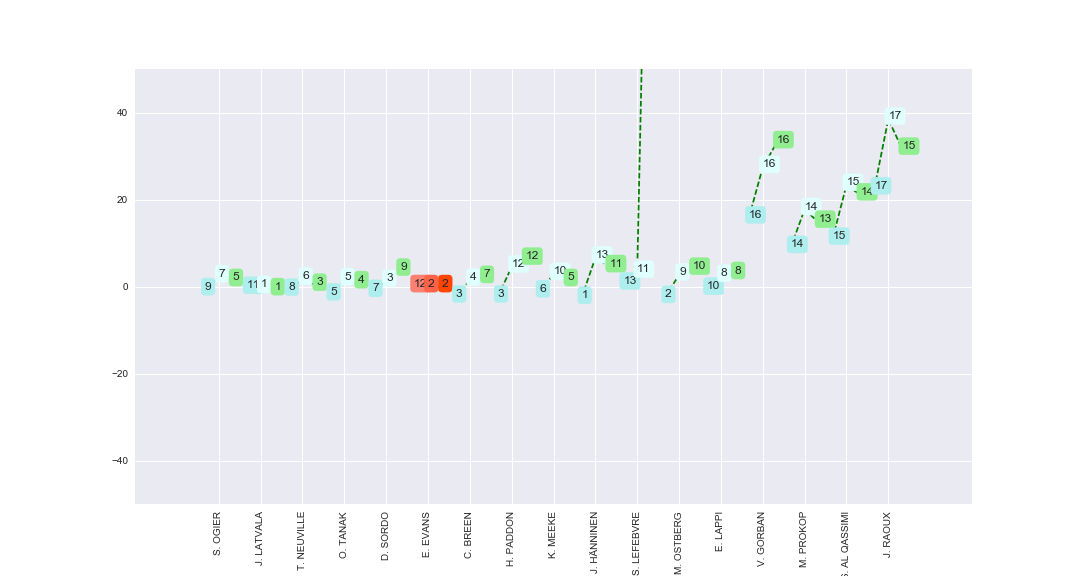 40
20
0
−20
−40
9 7 5
11 1 1
8 6 3
5 5 4
7 3 9
12 2 2
3 4 7
3 12 12
6 10 5
1 13 11
13 11
2 9 10
10 8 8
16 16 16
14 14 13
15 15 14
17 17 15
S. OGIER
J. LATVALA
T. NEUVILLE
O. TANAK
D. SORDO
E. EVANS
C. BREEN
H. PADDON
K. MEEKE
J. HANNINEN
S. LEFEBVRE
M. OSTBERG
E. LAPPI
V. GORBAN
M. PROKOP
AL QASSIMI
J. RAOUX